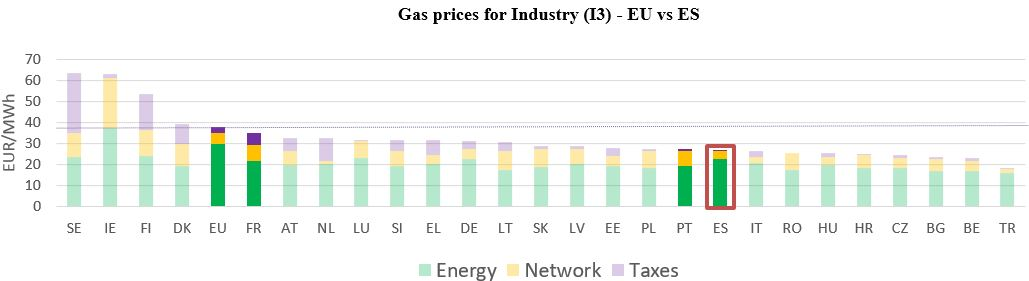 Gas prices for Industry (I3) - EU vs ES
EUR/MWh
70
60
50
40
30
20
10
0
SE IE FI DK EU FR AT NL LU SI EL DE LT SK LV EE PL PT ES IT RO HU HR CZ BG BE TR
Energy Network Taxes